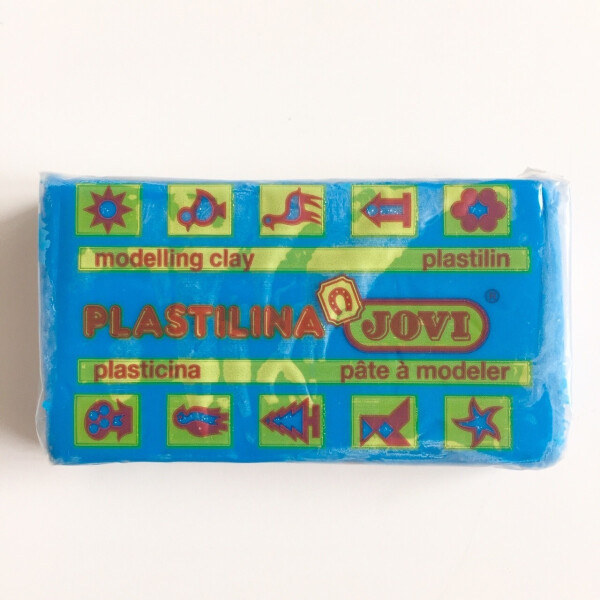 modelling clay plastilin
PLASTILINA JOVI ®
plasticina pâte à modeler